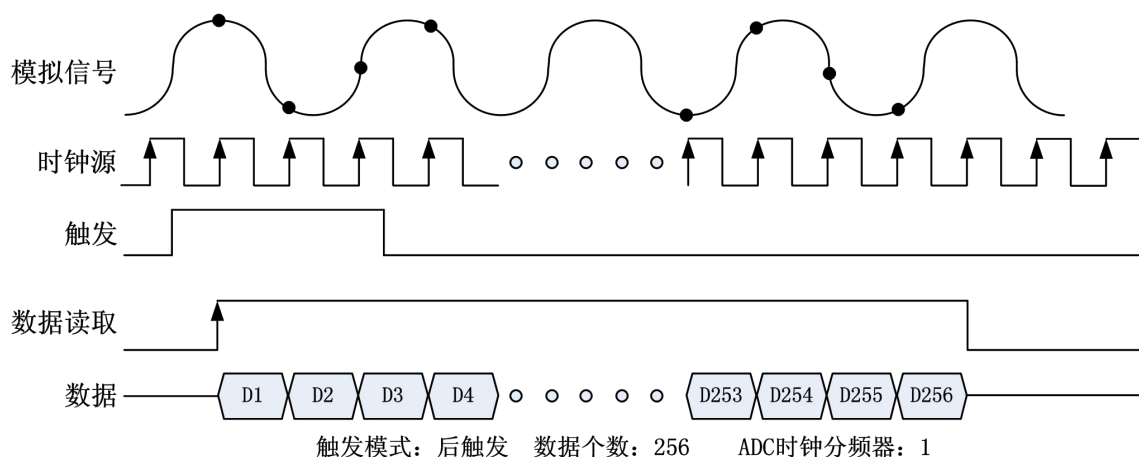 模拟信号
时钟源
触发
数据读取
数据 D1 D2 D3 D4 D253 D254 D255 D256
触发模式：后触发 数据个数：256 ADC时钟分频器：1